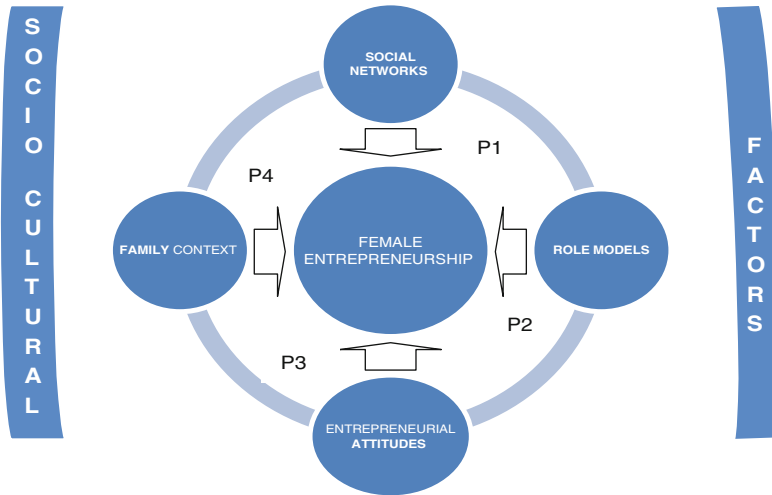 SOCIO CULTURAL
SOCIAL
NETWORKS
P1
P4
FACTORS
FAMILY CONTEXT
FEMALE
ENTREPRENEURSHIP
ROLE MODELS
P2
P3
ENTREPRENEURIAL
ATTITUDES